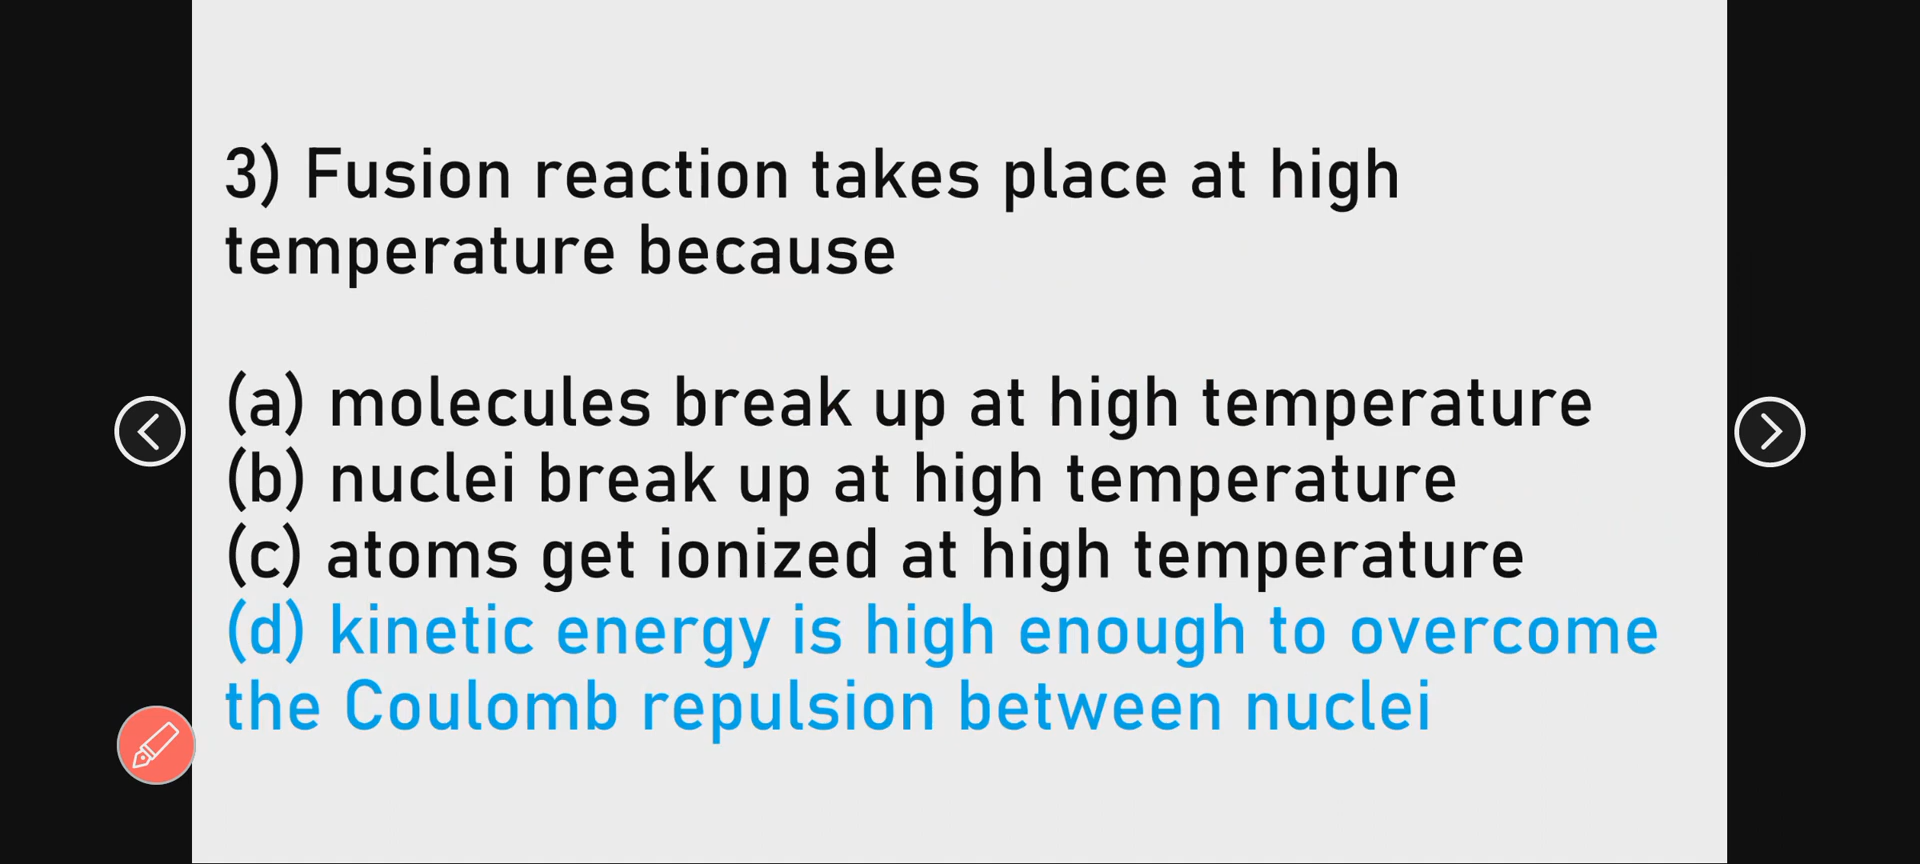 3) Fusion reaction takes place at high
temperature because
(a) molecules break up at high temperature
(b) nuclei break up at high temperature
(c) atoms get ionized at high temperature
(d) kinetic energy is high enough to overcome
the Coulomb repulsion between nuclei